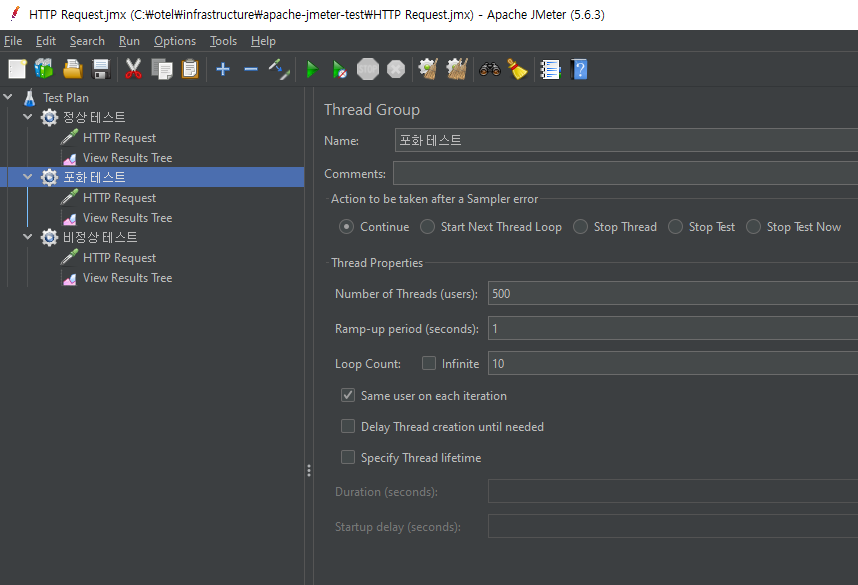 HTTP Request.jmx (C:₩otel₩infrastructure₩apache-jmeter-test₩HTTP Request.jmx) - Apache JMeter (5.6.3)
File Edit Search Run Options Tools Help
STOP
Test Plan
정상 테스트
HTTP Request
View Results Tree
포화 테스트
HTTP Request
View Results Tree
비정상 테스트
HTTP Request
View Results Tree
Thread Group
Name: 포화 테스트
Comments:
Action to be taken after a Sampler error
Continue Start Next Thread Loop Stop Thread Stop Test Stop Test Now
Thread Properties
Number of Threads (users): 500
Ramp-up period (seconds): 1
Loop Count: Infinite 10
Same user on each iteration
Delay Thread creation until needed
Specify Thread lifetime
Duration (seconds):
Startup delay (seconds):